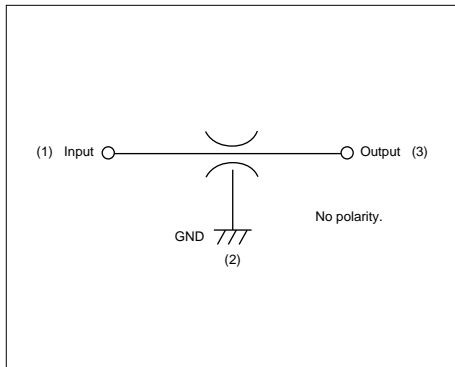 (1) Input Output (3)
No polarity.
GND
(2)